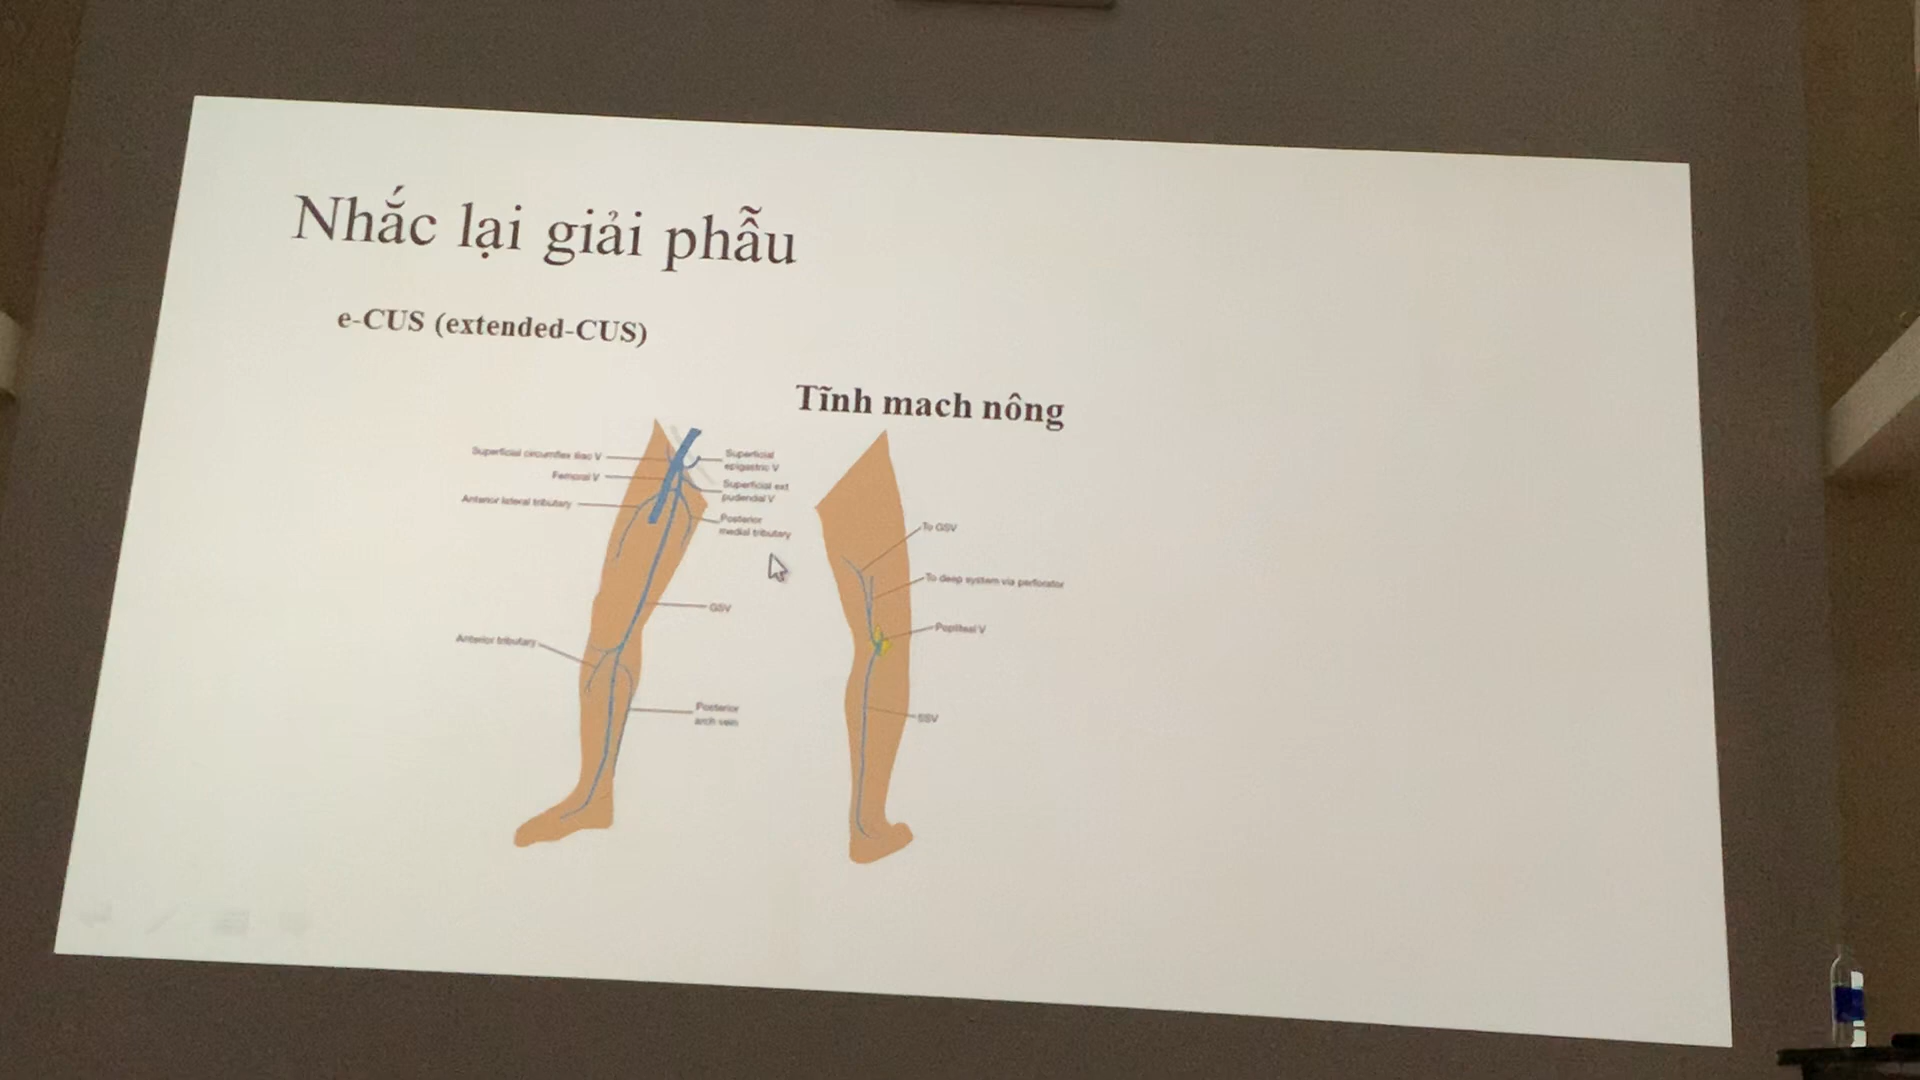 Nhắc lại giải phẫu
e-CUS (extended-CUS)
Tĩnh mach nông
Superficial circumflex iliac V
Femoral V
Anterior lateral tributary
Anterior tributary
Superficial
epigastric V
Superficial ext
pudendal V
Posterior
medial tributary
GSV
Posterior
arch vein
To GSV
To deep system via perforator
Popliteal V
SSV